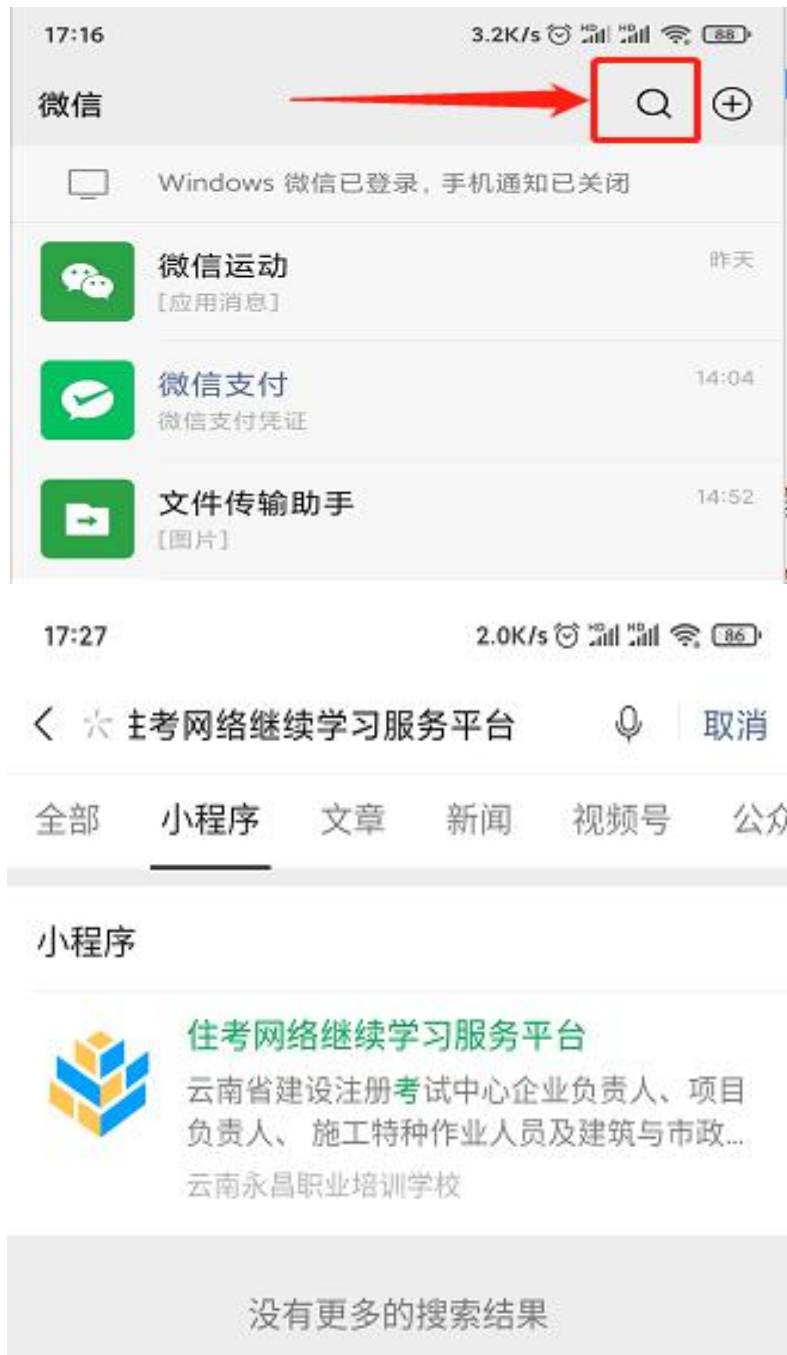 17:16
3.2K/s
88
微信
Windows 微信已登录，手机通知已关闭
微信运动
昨天
[应用消息]
微信支付
14:04
微信支付凭证
文件传输助手
14:52
[图片]
17:27
2.0K/s
86
考网络继续学习服务平台
取消
全部 小程序 文章 新闻 视频号 公众
小程序
住考网络继续学习服务平台
云南省建设注册考试中心企业负责人、项目
负责人、 施工特种作业人员及建筑与市政...
云南永昌职业培训学校
没有更多的搜索结果